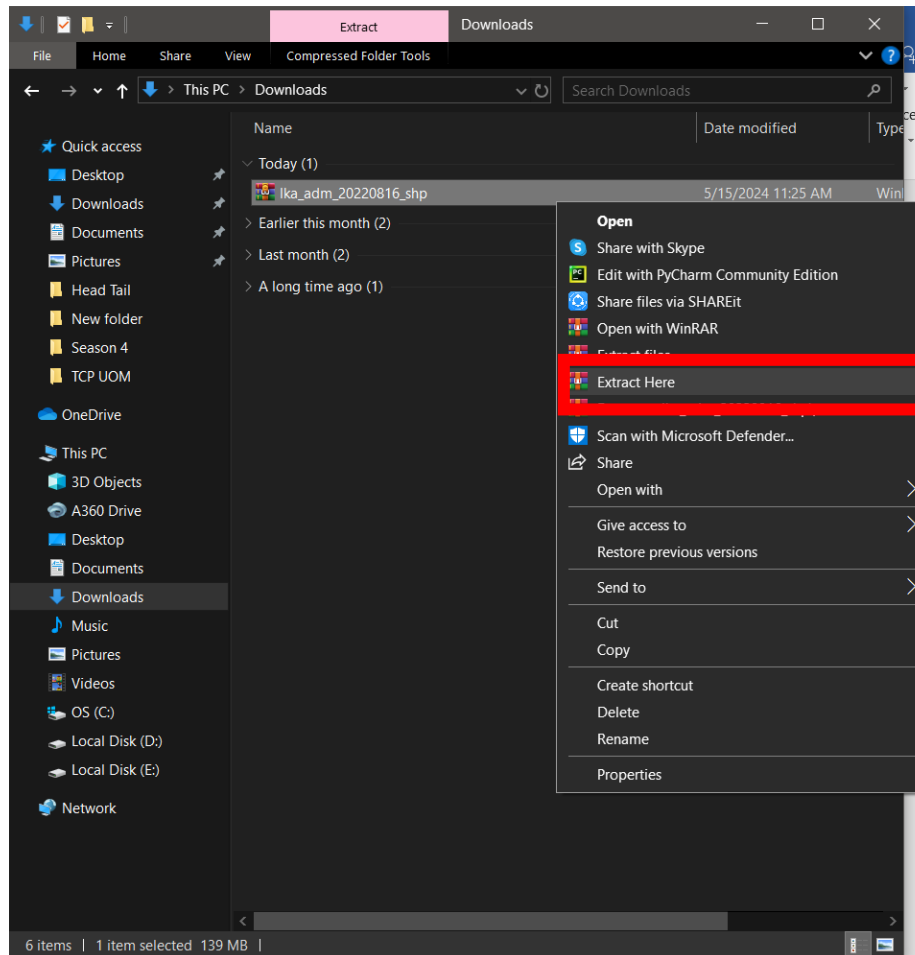 Extract
Downloads
File
Home
Share
View
Compressed Folder Tools
This PC
Downloads
Search Downloads
Name
Date modified
Type
Quick access
Desktop
Downloads
Documents
Pictures
Head Tail
New folder
Season 4
TCP UOM
OneDrive
This PC
3D Objects
A360 Drive
Desktop
Documents
Downloads
Music
Pictures
Videos
OS (C:)
Local Disk (D:)
Local Disk (E:)
Network
Today (1)
lka_adm_20220816_shp
5/15/2024 11:25 AM
Win
Earlier this month (2)
Last month (2)
A long time ago (1)
Open
Share with Skype
Edit with PyCharm Community Edition
Share files via SHAREit
Open with WinRAR
Extract files
Extract Here
Scan with Microsoft Defender...
Share
Open with
Give access to
Restore previous versions
Send to
Cut
Copy
Create shortcut
Delete
Rename
Properties
6 items
1 item selected 139 MB